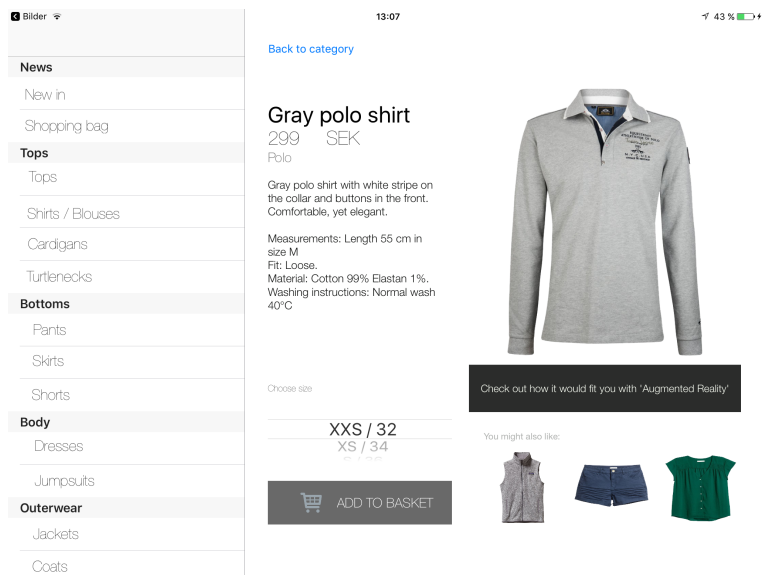 Bilder
13:07
43 %
News
New in
Shopping bag
Tops
Tops
Shirts / Blouses
Cardigans
Turtlenecks
Bottoms
Pants
Skirts
Shorts
Body
Dresses
Jumpsuits
Outerwear
Jackets
Coats
Back to category
Gray polo shirt
299 SEK
Polo
Gray polo shirt with white stripe on
the collar and buttons in the front.
Comfortable, yet elegant.
Measurements: Length 55 cm in
size M
Fit: Loose.
Material: Cotton 99% Elastan 1%.
Washing instructions: Normal wash
40°C
Choose size
XXS / 32
XS / 34
ADD TO BASKET
Check out how it would fit you with 'Augmented Reality'
You might also like: